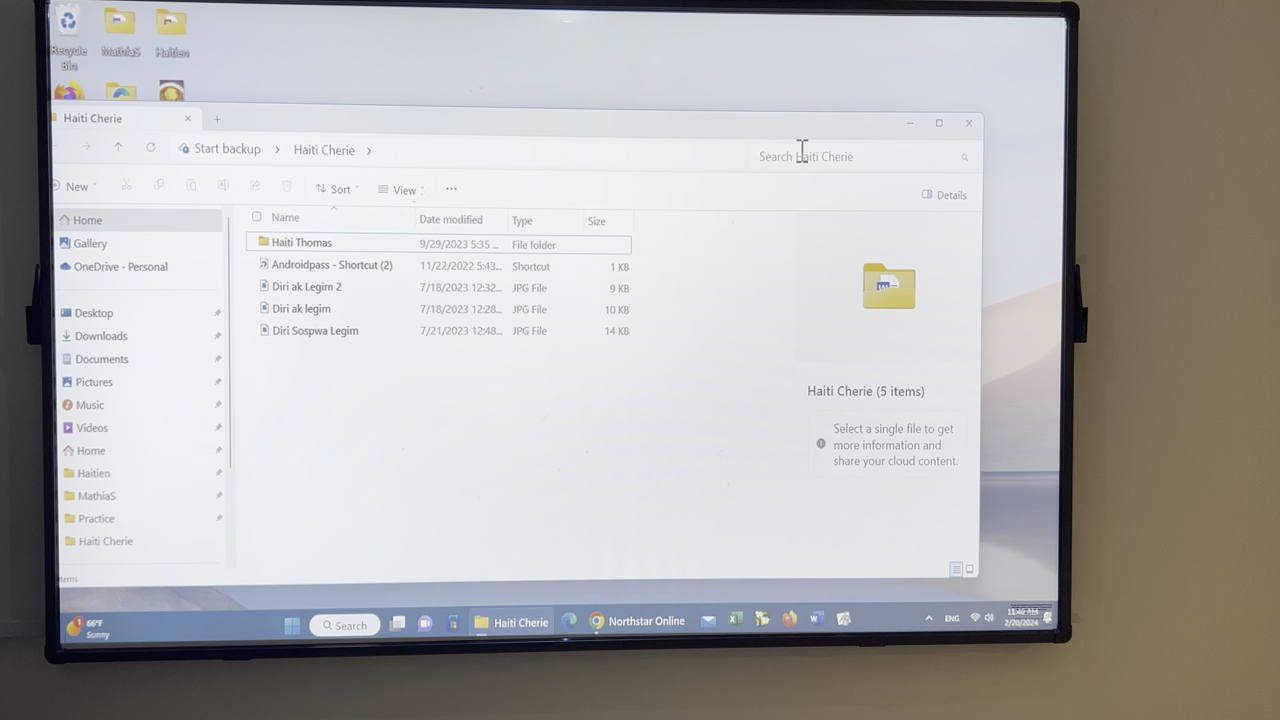 Recycle Bin
MathiaS
Haitien
Haiti Cherie
Start backup > Haiti Cherie >
Search Haiti Cherie
New
Sort
View
Details
Home
Gallery
OneDrive - Personal
Desktop
Downloads
Documents
Pictures
Music
Videos
Home
Haitien
MathiaS
Practice
Haiti Cherie
Name Date modified Type Size
Haiti Thomas 9/29/2023 5:35 ... File folder
Androidpass - Shortcut (2) 11/22/2022 5:43... Shortcut 1 KB
Diri ak Legim 2 7/18/2023 12:32... JPG File 9 KB
Diri ak legim 7/18/2023 12:28... JPG File 10 KB
Diri Sospwa Legim 7/21/2023 12:48... JPG File 14 KB
Haiti Cherie (5 items)
Select a single file to get
more information and
share your cloud content.
items
66°F
Sunny
Search
Haiti Cherie
Northstar Online
ENG
2/20/2024